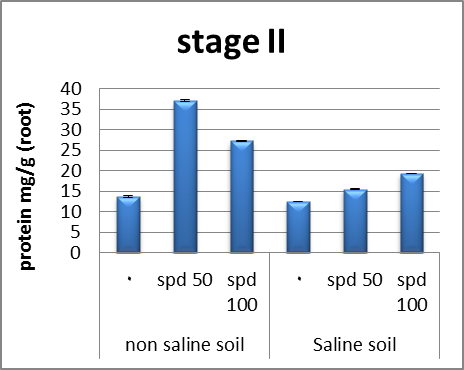 stage II
protein mg/g (root)
40
35
30
25
20
15
10
5
0
. spd 50 spd . spd 50 spd
100 100
non saline soil Saline soil